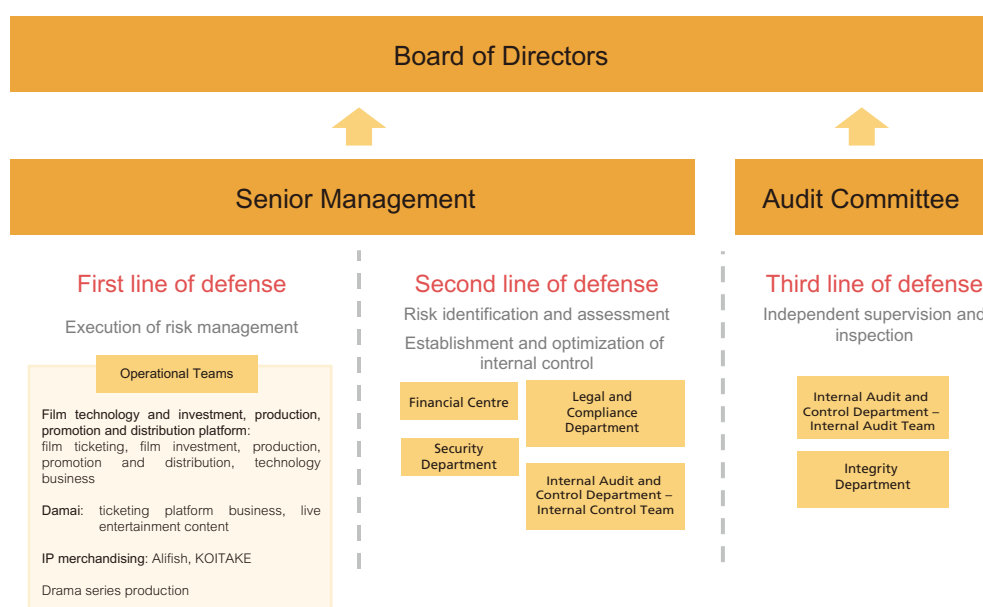 Board of Directors
Senior Management
Audit Committee
First line of defense
Execution of risk management
Operational Teams
Film technology and investment, production,
promotion and distribution platform:
film ticketing, film investment, production,
promotion and distribution, technology
business
Damai: ticketing platform business, live
entertainment content
IP merchandising: Alifish, KOITAKE
Drama series production
Second line of defense
Risk identification and assessment
Establishment and optimization of
internal control
Financial Centre
Legal and
Compliance
Department
Security
Department
Internal Audit and
Control Department –
Internal Control Team
Third line of defense
Independent supervision and
inspection
Internal Audit and
Control Department –
Internal Audit Team
Integrity
Department